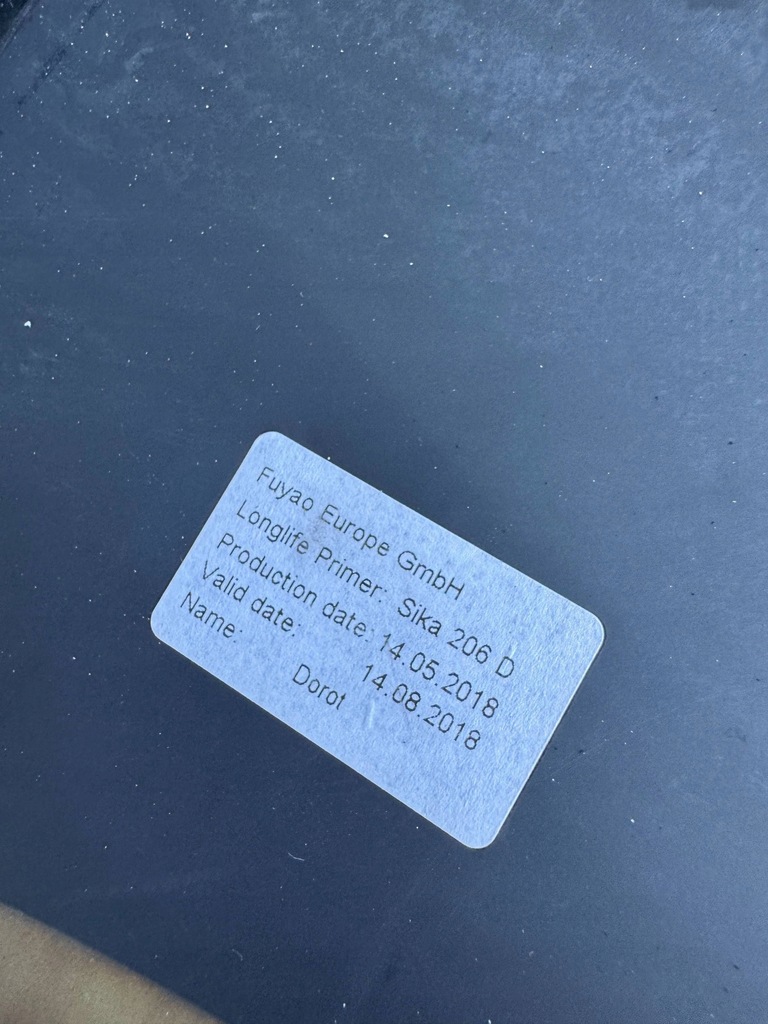 Fuyao Europe GmbH
Longlife Primer: Sika 206 D
Production date: 14.05.2018
Valid date: 14.08.2018
Name: Dorot